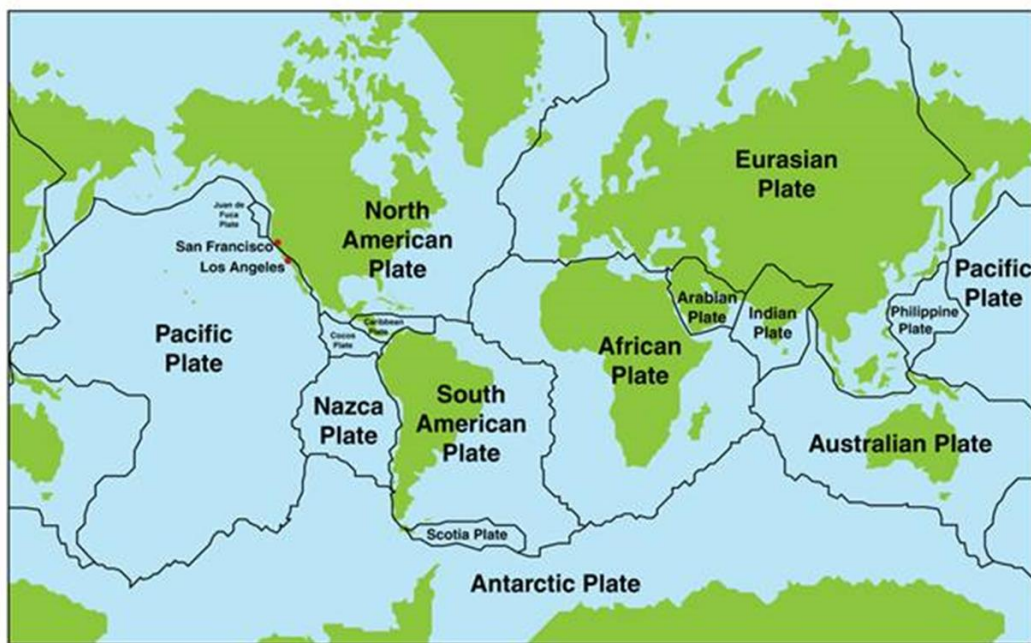 Eurasian
Plate
Juan de
Fuca
Plate
North
American
Plate
San Francisco
Los Angeles
Pacific
Plate
Arabian
Plate
Indian
Plate
Philippine
Plate
Caribbean
Plate
Cocos
Plate
Pacific
Plate
African
Plate
Nazca
Plate
South
American
Plate
Australian Plate
Scotia Plate
Antarctic Plate